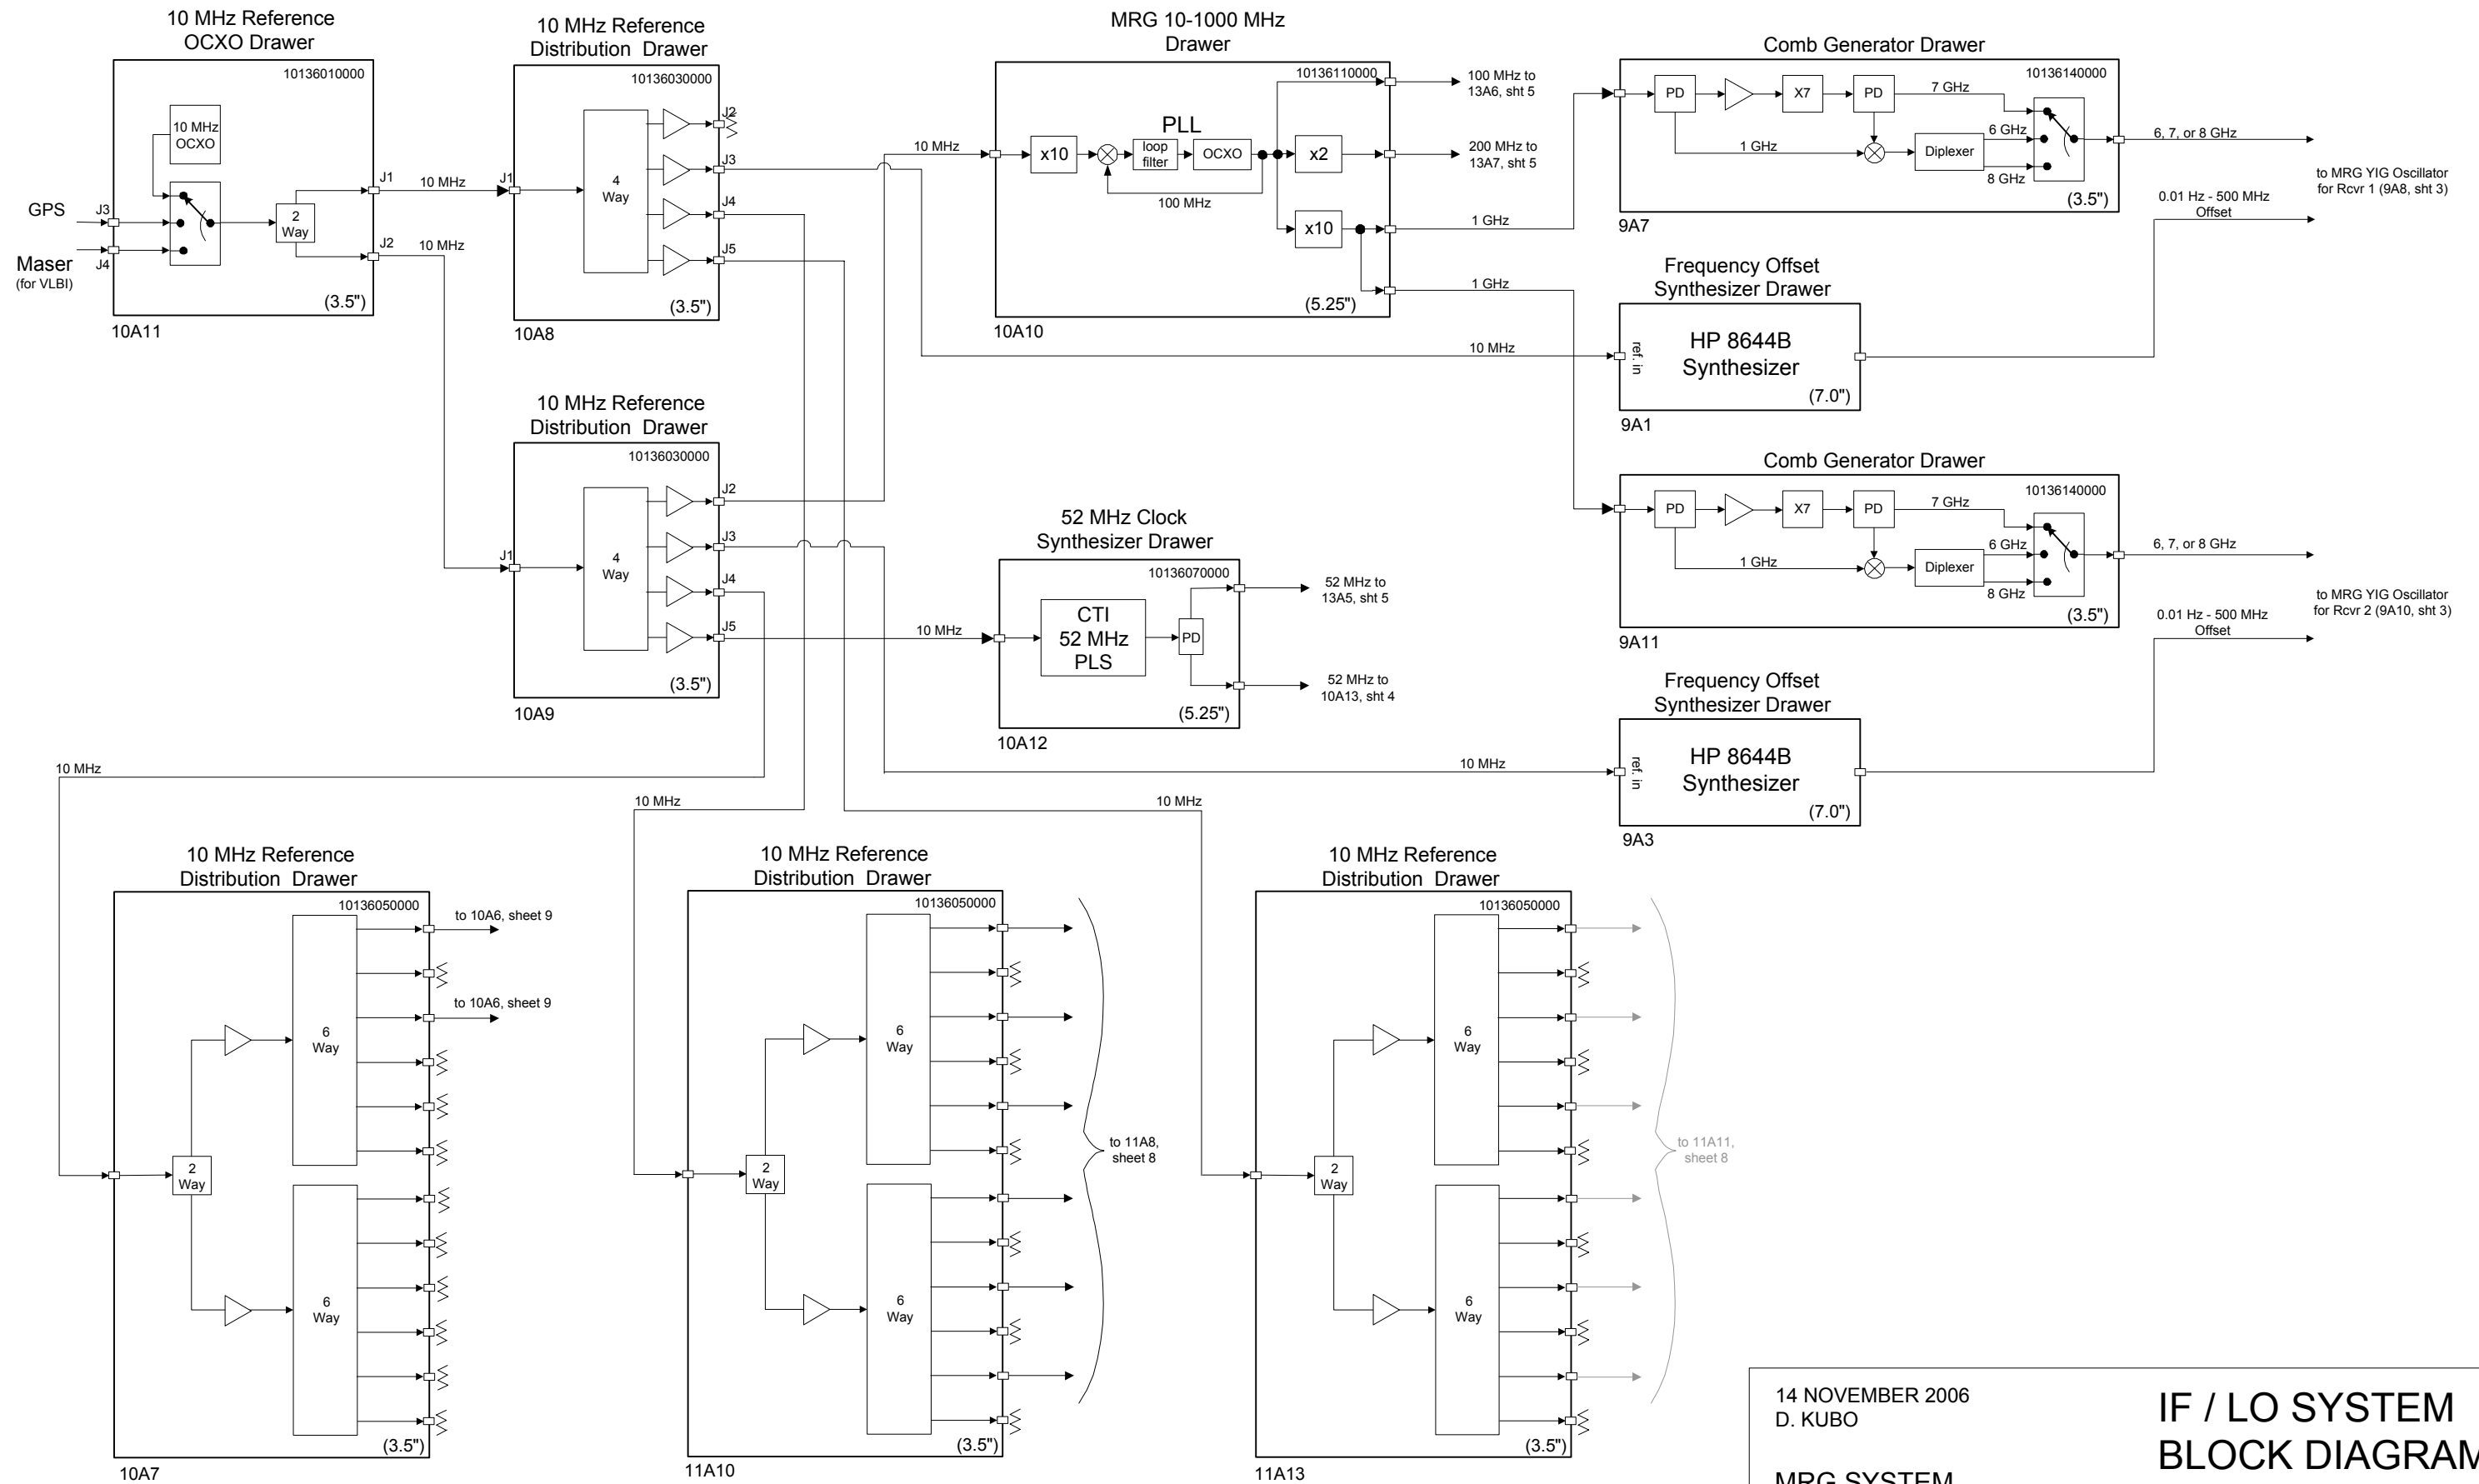 10 MHz Reference
OCXO Drawer
10136010000
10 MHz
OCXO
GPS
J3
Maser
(for VLBI)
J4
2
Way
J1
J2
10 MHz
10 MHz
(3.5")
10A11
10 MHz Reference
Distribution Drawer
10136030000
J1
4
Way
J2
J3
J4
J5
(3.5")
10A8
10 MHz Reference
Distribution Drawer
10136030000
J1
4
Way
J2
J3
J4
J5
(3.5")
10A9
MRG 10-1000 MHz
Drawer
10136110000
10 MHz
x10
PLL
loop
filter
OCXO
100 MHz
x2
x10
(5.25")
10A10
100 MHz to
13A6, sht 5
200 MHz to
13A7, sht 5
1 GHz
1 GHz
10 MHz
52 MHz Clock
Synthesizer Drawer
10136070000
10 MHz
CTI
52 MHz
PLS
PD
(5.25")
10A12
52 MHz to
13A5, sht 5
52 MHz to
10A13, sht 4
10 MHz
Comb Generator Drawer
10136140000
PD
X7
PD
7 GHz
1 GHz
Diplexer
6 GHz
8 GHz
(3.5")
9A7
6, 7, or 8 GHz
to MRG YIG Oscillator
for Rcvr 1 (9A8, sht 3)
0.01 Hz - 500 MHz
Offset
Frequency Offset
Synthesizer Drawer
ref. in
HP 8644B
Synthesizer
(7.0")
9A1
Comb Generator Drawer
10136140000
PD
X7
PD
7 GHz
1 GHz
Diplexer
6 GHz
8 GHz
(3.5")
9A11
6, 7, or 8 GHz
to MRG YIG Oscillator
for Rcvr 2 (9A10, sht 3)
0.01 Hz - 500 MHz
Offset
Frequency Offset
Synthesizer Drawer
ref. in
HP 8644B
Synthesizer
(7.0")
9A3
10 MHz
10 MHz
10 MHz
10 MHz Reference
Distribution Drawer
10136050000
2
Way
6
Way
6
Way
to 10A6, sheet 9
to 10A6, sheet 9
(3.5")
10A7
10 MHz Reference
Distribution Drawer
10136050000
2
Way
6
Way
6
Way
to 11A8,
sheet 8
(3.5")
11A10
10 MHz Reference
Distribution Drawer
10136050000
2
Way
6
Way
6
Way
to 11A11,
sheet 8
(3.5")
11A13
14 NOVEMBER 2006
D. KUBO
MRG SYSTEM
IF / LO SYSTEM
BLOCK DIAGRAM